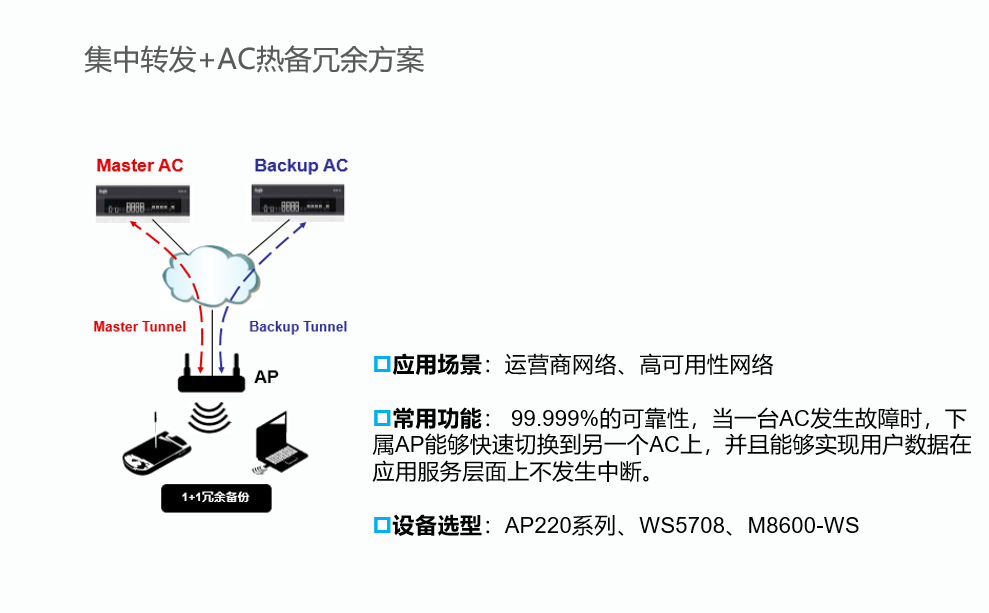 集中转发+AC热备冗余方案
Master AC
Backup AC
Master Tunnel
Backup Tunnel
AP
1+1冗余备份
应用场景：运营商网络、高可用性网络
常用功能： 99.999%的可靠性，当一台AC发生故障时，下
属AP能够快速切换到另一个AC上，并且能够实现用户数据在
应用服务层面上不发生中断。
设备选型：AP220系列、WS5708、M8600-WS